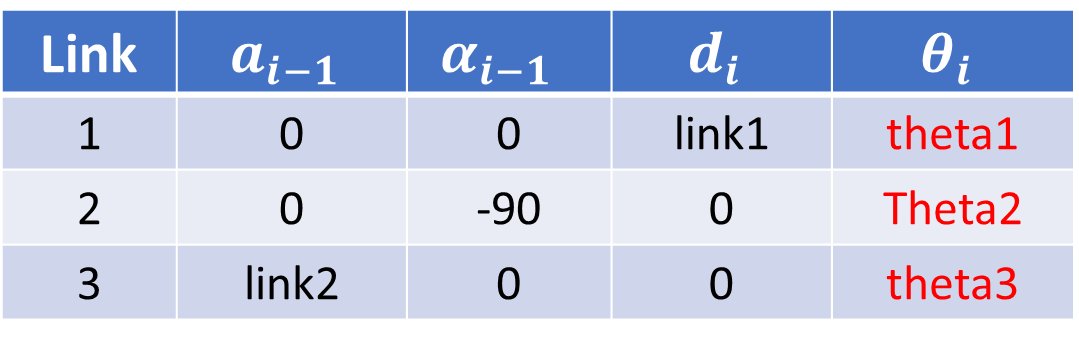 Link a_{i−1} α_{i−1} d_i θ_i
1 0 0 link1 theta1
2 0 -90 0 Theta2
3 link2 0 0 theta3